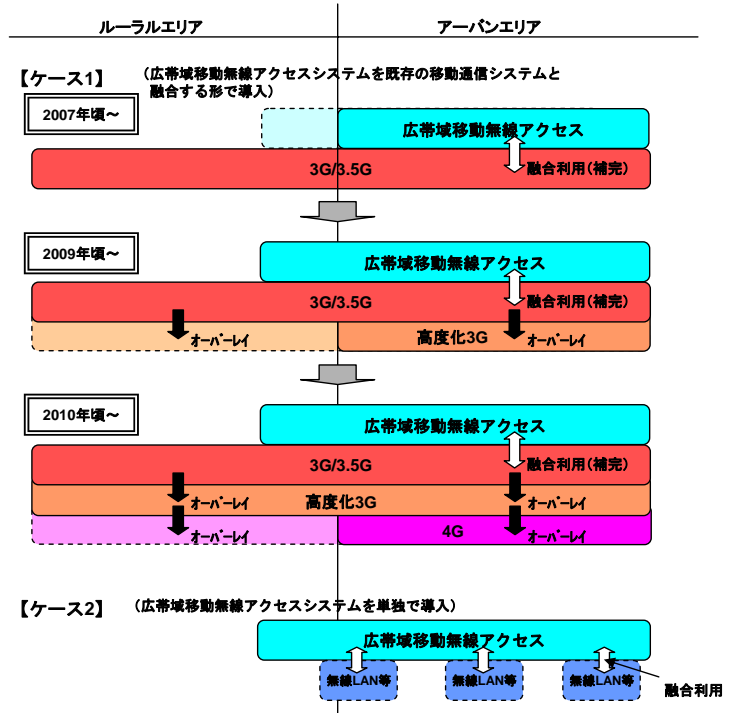 ルーラルエリア
アーバンエリア
【ケース1】
(広帯域移動無線アクセスシステムを既存の移動通信システムと
融合する形で導入)
2007年頃～
広帯域移動無線アクセス
3G/3.5G
融合利用(補完)
2009年頃～
広帯域移動無線アクセス
3G/3.5G
融合利用(補完)
オーバーレイ
高度化3G
オーバーレイ
2010年頃～
広帯域移動無線アクセス
3G/3.5G
融合利用(補完)
オーバーレイ
高度化3G
オーバーレイ
オーバーレイ
4G
オーバーレイ
【ケース2】
(広帯域移動無線アクセスシステムを単独で導入)
広帯域移動無線アクセス
無線LAN等
無線LAN等
無線LAN等
融合利用